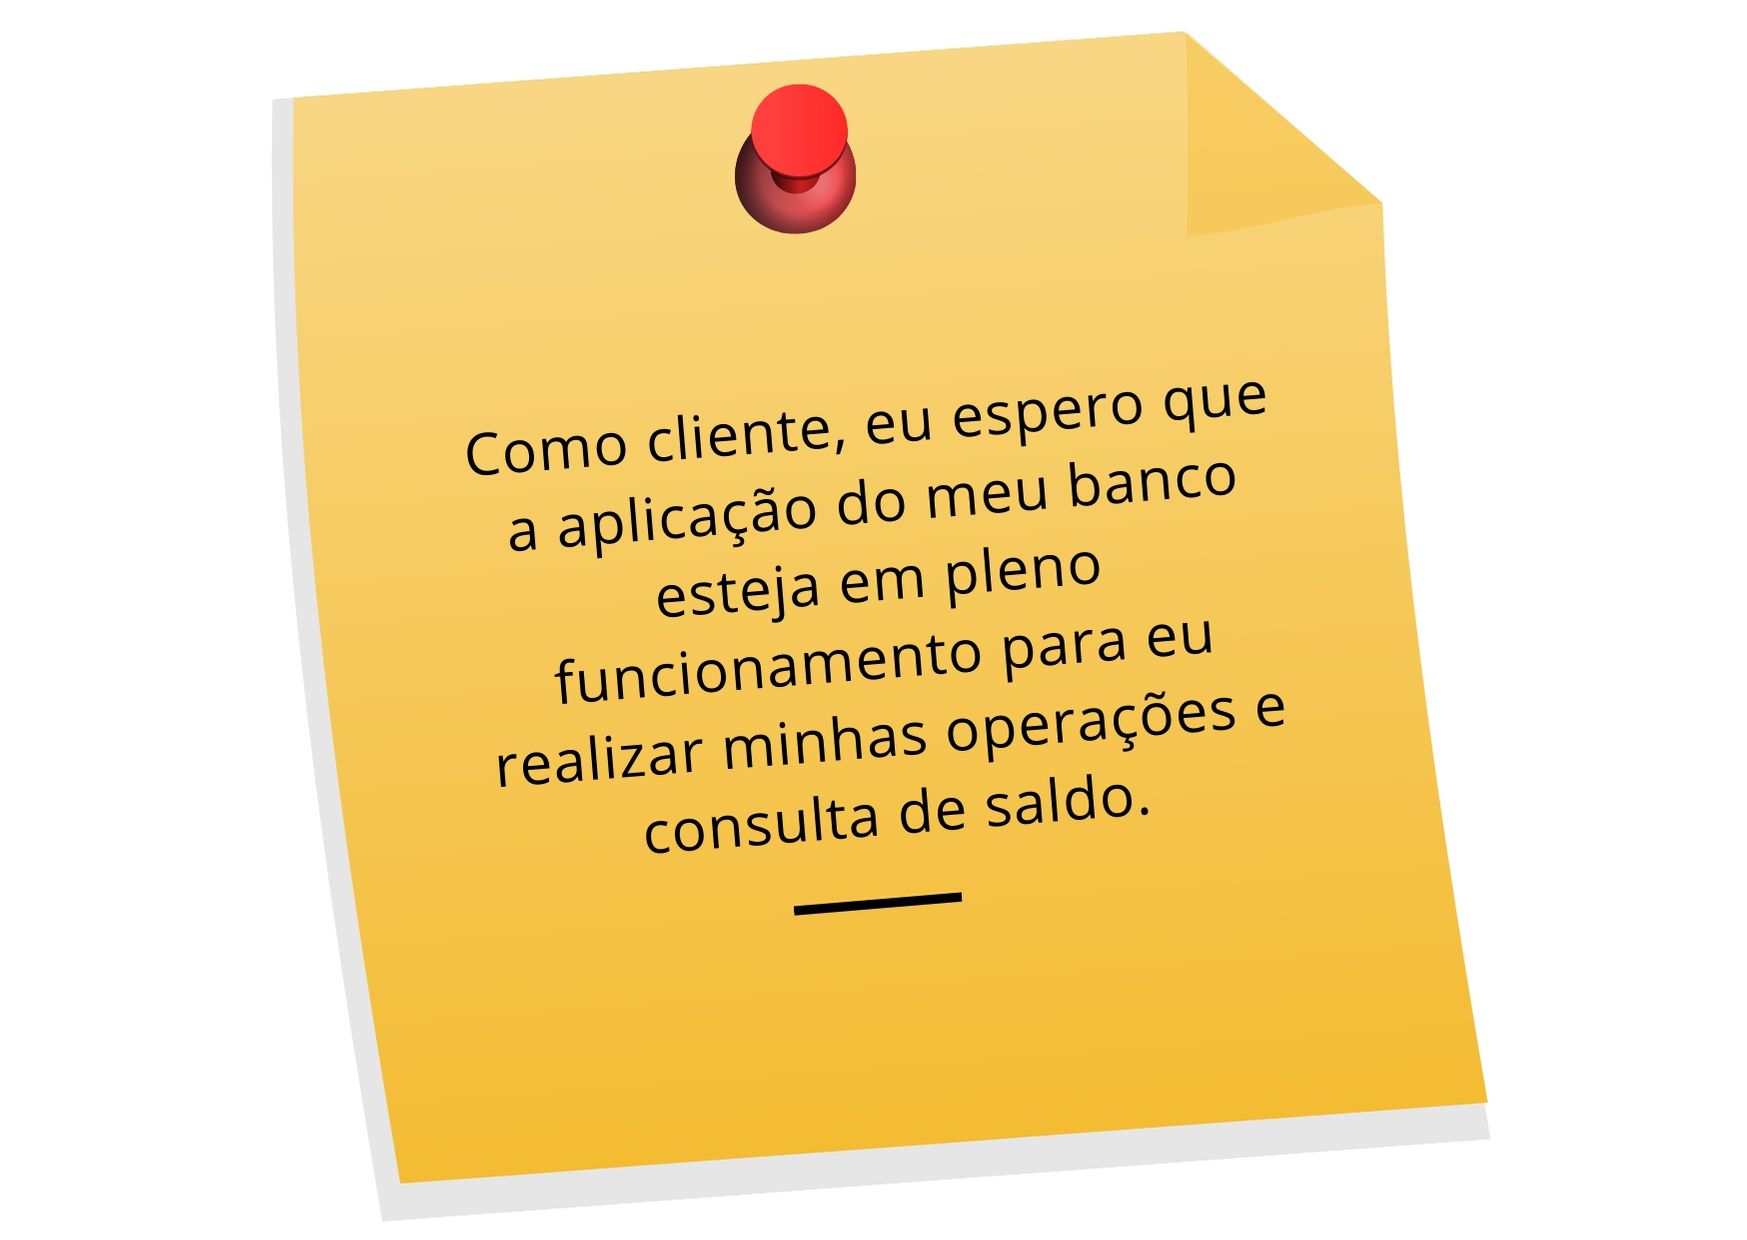 Como cliente, eu espero que
a aplicação do meu banco
esteja em pleno
funcionamento para eu
realizar minhas operações e
consulta de saldo.